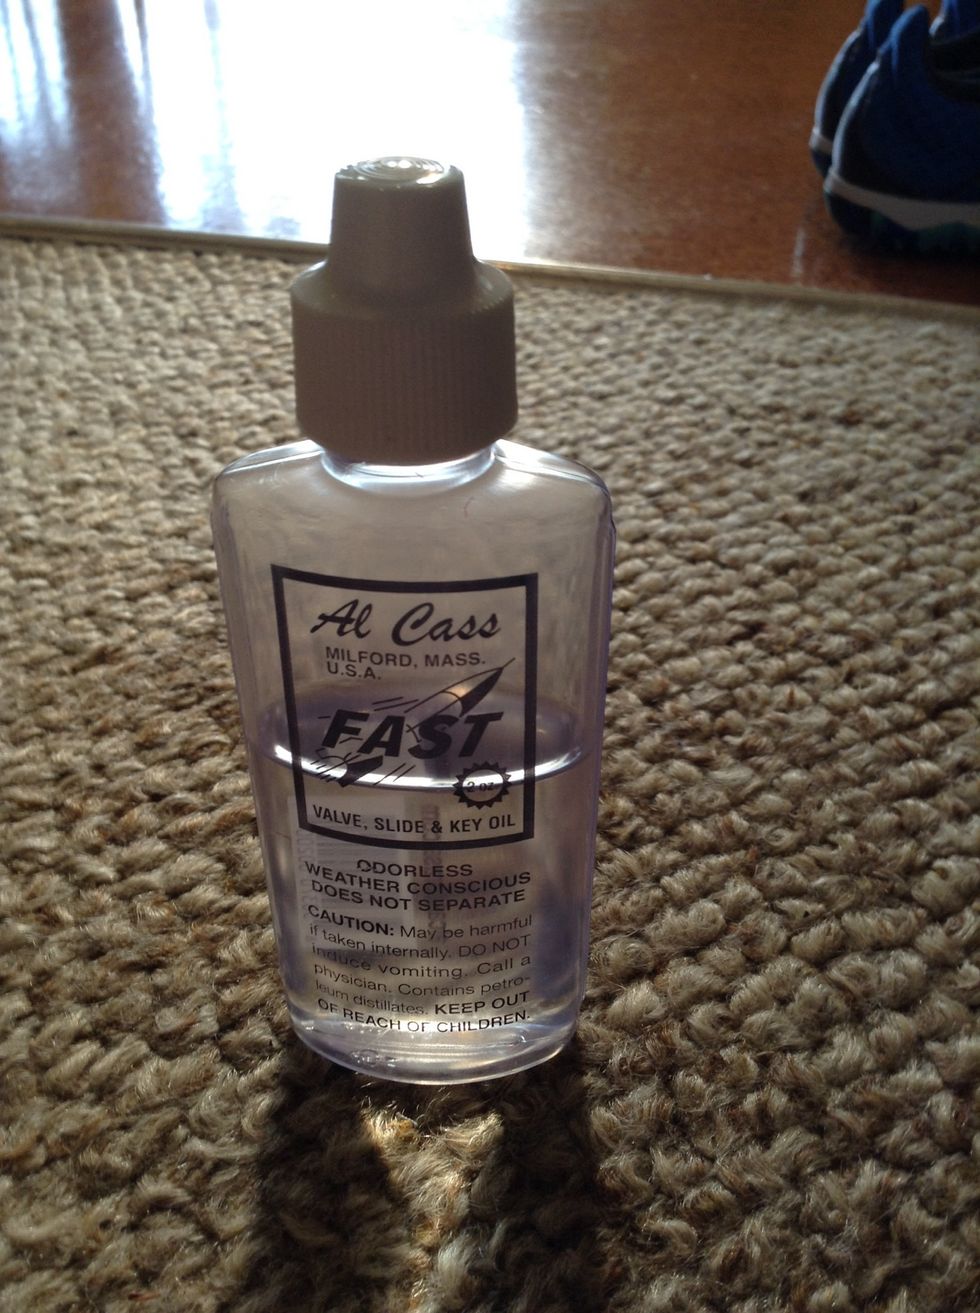 Al Cass
MILFORD, MASS.
U.S.A.
FAST
2 oz.
VALVE, SLIDE & KEY OIL
ODORLESS
WEATHER CONSCIOUS
DOES NOT SEPARATE
CAUTION: May be harmful
if taken internally. DO NOT
induce vomiting. Call a
physician. Contains petro-
leum distillates. KEEP OUT
OF REACH OF CHILDREN.